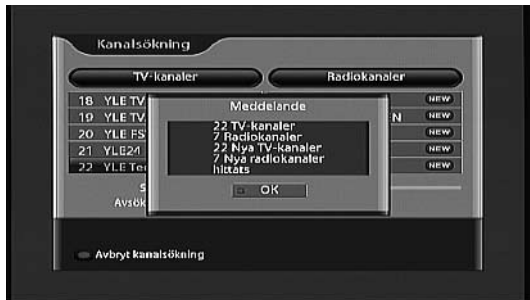 Kanalsökning
TV-kanaler
Radiokanaler
18 YLE TV
NEW
19 YLE TV
N
NEW
20 YLE FS
NEW
21 YLE24
NEW
22 YLE Te
NEW
Meddelande
22 TV-kanaler
7 Radiokanaler
22 Nya TV-kanaler
7 Nya radiokanaler
hittats
OK
S
Avsök
Avbryt kanalsökning